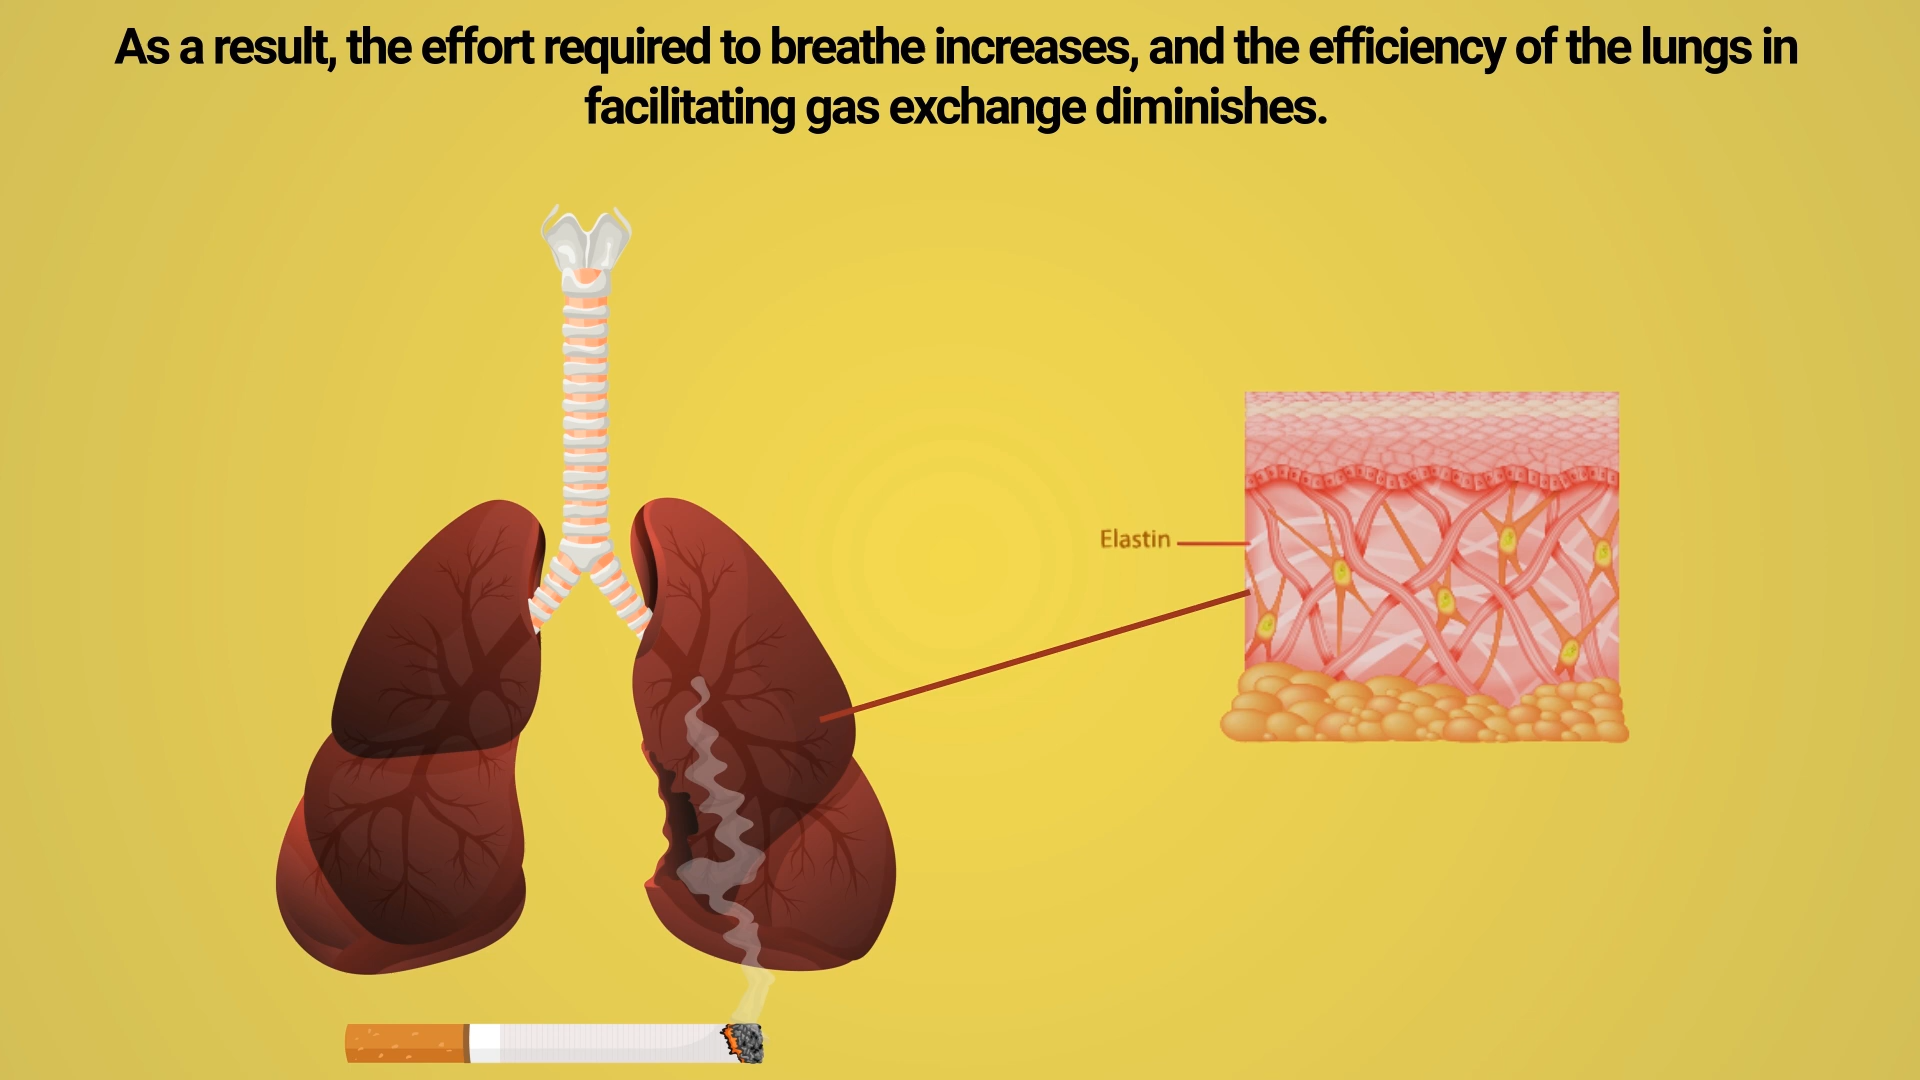 As a result, the effort required to breathe increases, and the efficiency of the lungs in
facilitating gas exchange diminishes.
Elastin